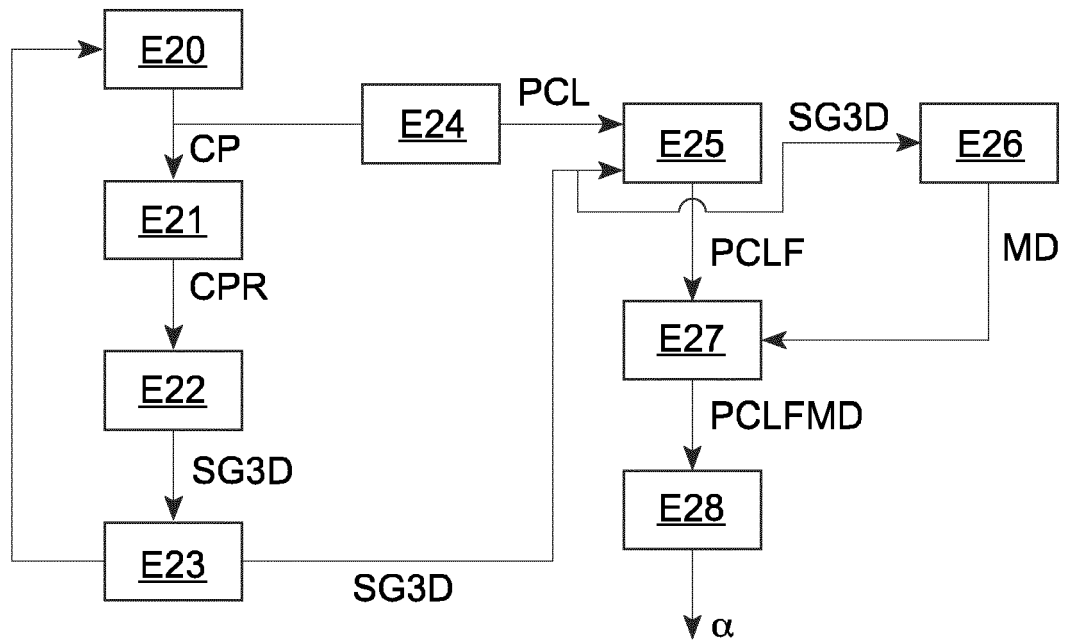 E20
PCL
E24
SG3D
E25
E26
CP
E21
PCLF
MD
CPR
E27
E22
PCLFMD
SG3D
E28
E23
SG3D
α